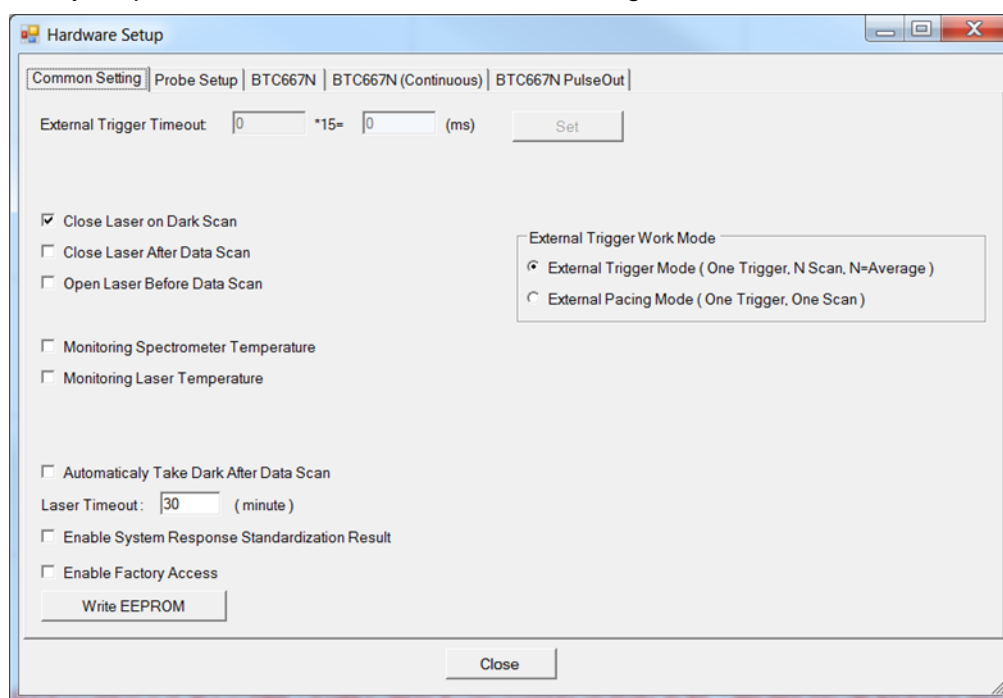 Hardware Setup
Common Setting Probe Setup BTC667N BTC667N (Continuous) BTC667N PulseOut
External Trigger Timeout: 0 *15= 0 (ms) Set
Close Laser on Dark Scan
Close Laser After Data Scan
Open Laser Before Data Scan
External Trigger Work Mode
External Trigger Mode ( One Trigger, N Scan, N=Average )
External Pacing Mode ( One Trigger, One Scan )
Monitoring Spectrometer Temperature
Monitoring Laser Temperature
Automaticaly Take Dark After Data Scan
Laser Timeout : 30 ( minute )
Enable System Response Standardization Result
Enable Factory Access
Write EEPROM
Close